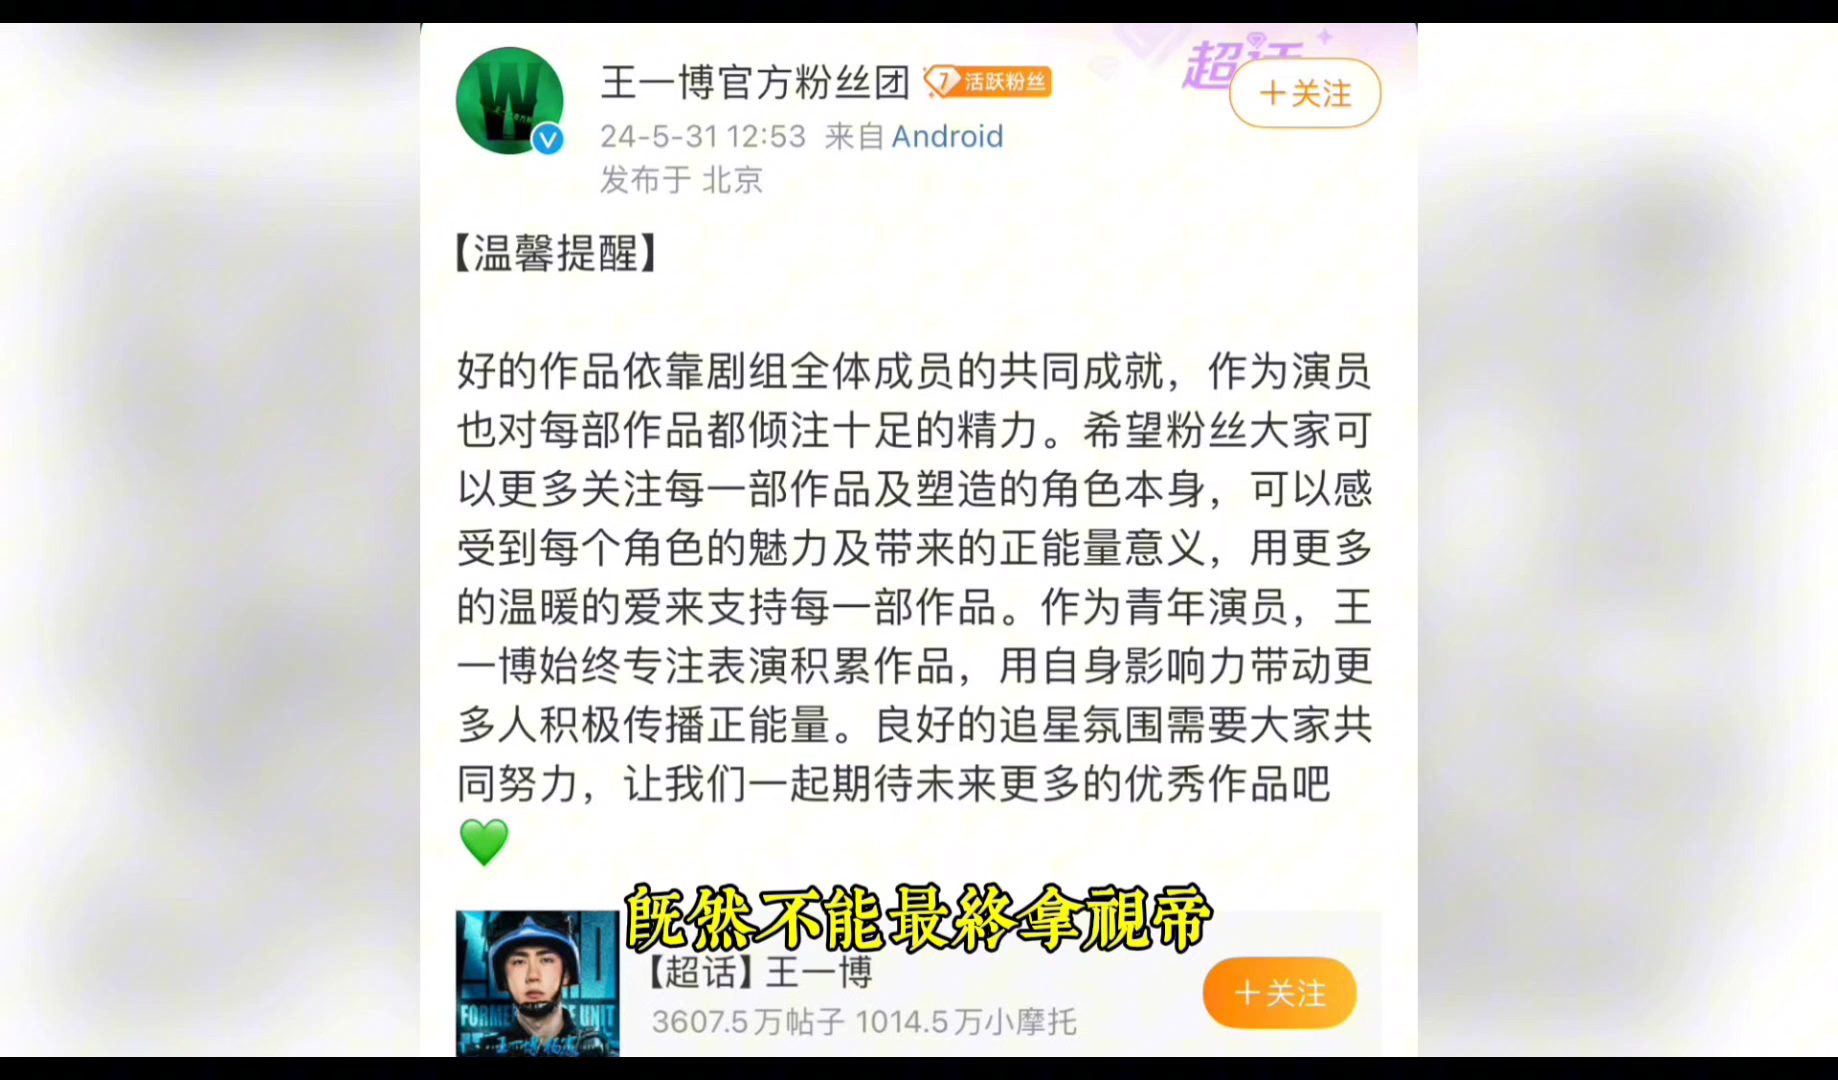 超话
王一博官方粉丝团 7 活跃粉丝
+关注
24-5-31 12:53 来自 Android
发布于 北京
【温馨提醒】
好的作品依靠剧组全体成员的共同成就，作为演员
也对每部作品都倾注十足的精力。希望粉丝大家可
以更多关注每一部作品及塑造的角色本身，可以感
受到每个角色的魅力及带来的正能量意义，用更多
的温暖的爱来支持每一部作品。作为青年演员，王
一博始终专注表演积累作品，用自身影响力带动更
多人积极传播正能量。良好的追星氛围需要大家共
同努力，让我们一起期待未来更多的优秀作品吧
💚
既然不能最終拿視帝
【超话】王一博
3607.5万帖子 1014.5万小摩托
+关注